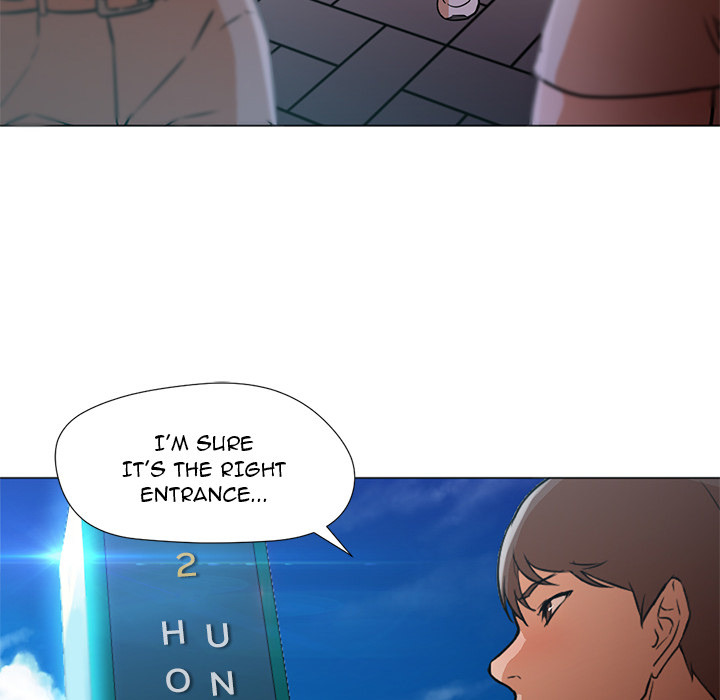 I'M SURE
IT'S THE RIGHT
ENTRANCE...
2
H U
O N